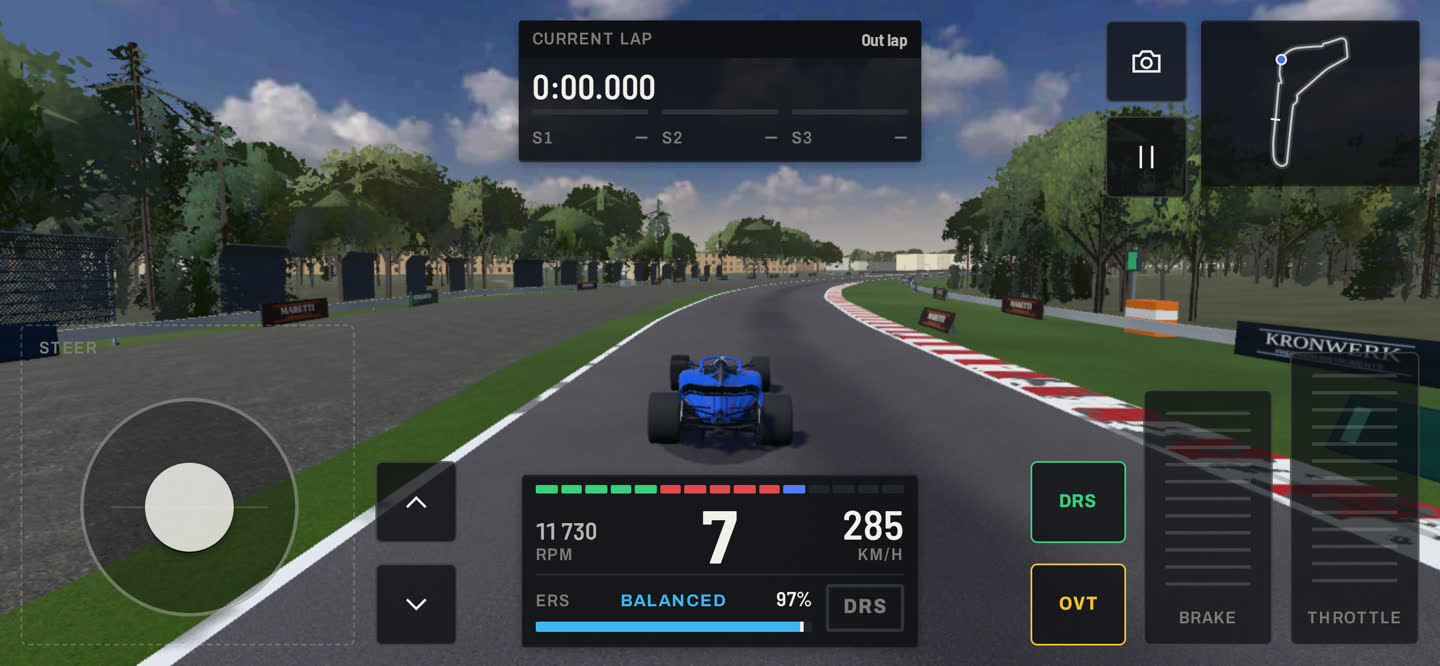 CURRENT LAP
Out lap
0:00.000
S1 – S2 – S3 –
MARETTI
MARETTI
MARETTI
KRONWERK
STEER
DRS
OVT
11 730
RPM
7
285
KM/H
ERS
BALANCED
97%
DRS
BRAKE
THROTTLE